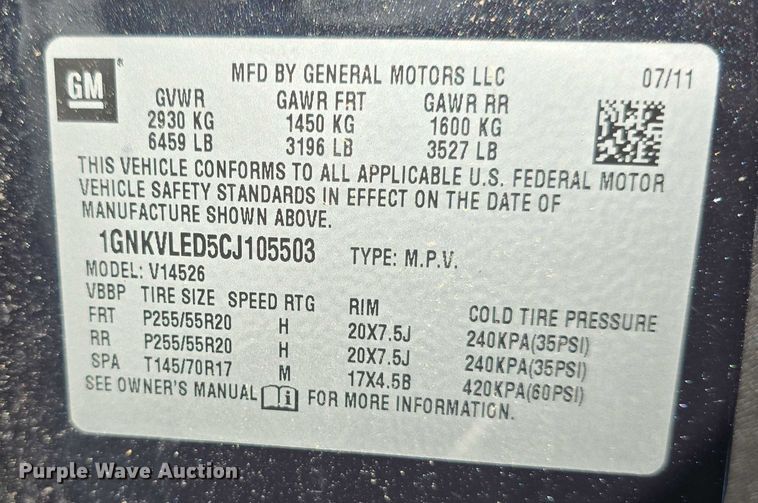 GM ®
MFD BY GENERAL MOTORS LLC 07/11
GVWR GAWR FRT GAWR RR
2930 KG 1450 KG 1600 KG
6459 LB 3196 LB 3527 LB
THIS VEHICLE CONFORMS TO ALL APPLICABLE U.S. FEDERAL MOTOR
VEHICLE SAFETY STANDARDS IN EFFECT ON THE DATE OF
MANUFACTURE SHOWN ABOVE.
1GNKVLED5CJ105503 TYPE: M.P.V.
MODEL: V14526
VBBP TIRE SIZE SPEED RTG RIM COLD TIRE PRESSURE
FRT P255/55R20 H 20X7.5J 240KPA(35PSI)
RR P255/55R20 H 20X7.5J 240KPA(35PSI)
SPA T145/70R17 M 17X4.5B 420KPA(60PSI)
SEE OWNER'S MANUAL i FOR MORE INFORMATION.
Purple Wave Auction